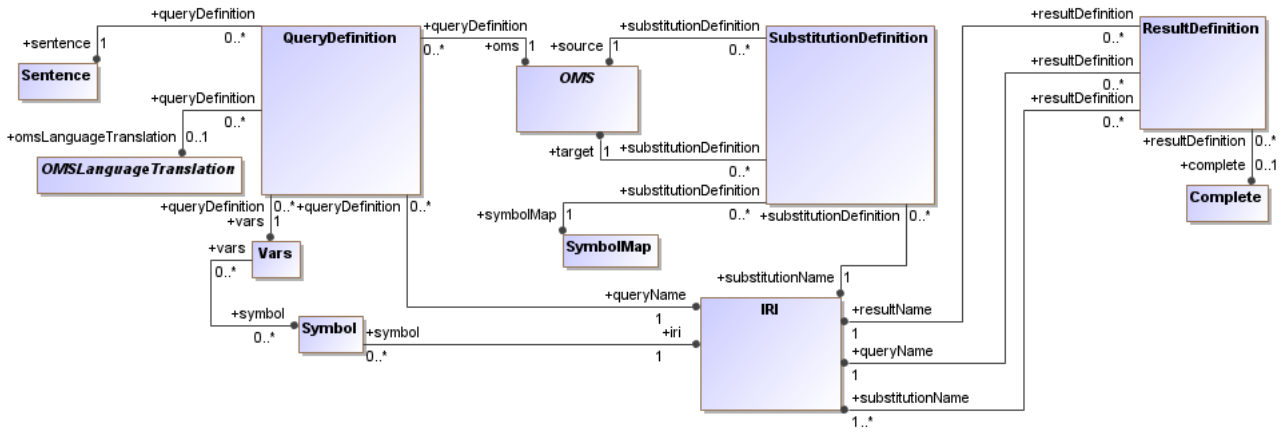 +queryDefinition
0..*
+sentence
1
Sentence
+queryDefinition
0..*
+omsLanguageTranslation
0..1
OMSLanguageTranslation
QueryDefinition
+queryDefinition
0..*
+oms
1
+source
1
+substitutionDefinition
0..*
OMS
+target
1
+substitutionDefinition
0..*
SubstitutionDefinition
+substitutionDefinition
0..*
+symbolMap
1
SymbolMap
+substitutionDefinition
0..*
+substitutionName
1
+resultDefinition
0..*
+resultDefinition
0..*
+resultDefinition
0..*
ResultDefinition
+resultDefinition
0..*
+complete
0..1
Complete
+queryDefinition
0..*
+vars
1
+queryDefinition
0..*
Vars
+vars
0..*
+symbol
0..*
Symbol
+symbol
0..*
+iri
1
+queryName
1
IRI
+resultName
1
+queryName
1
+substitutionName
1..*